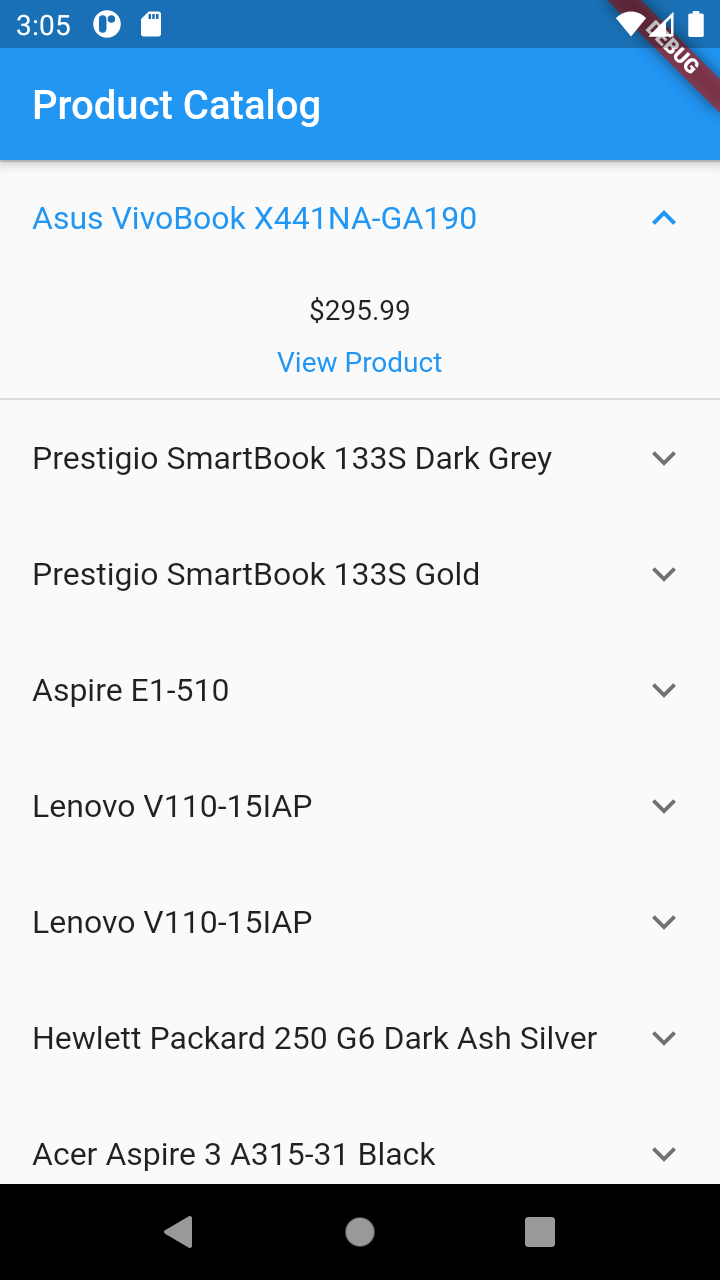 3:05
DEBUG
Product Catalog
Asus VivoBook X441NA-GA190
$295.99
View Product
Prestigio SmartBook 133S Dark Grey
Prestigio SmartBook 133S Gold
Aspire E1-510
Lenovo V110-15IAP
Lenovo V110-15IAP
Hewlett Packard 250 G6 Dark Ash Silver
Acer Aspire 3 A315-31 Black